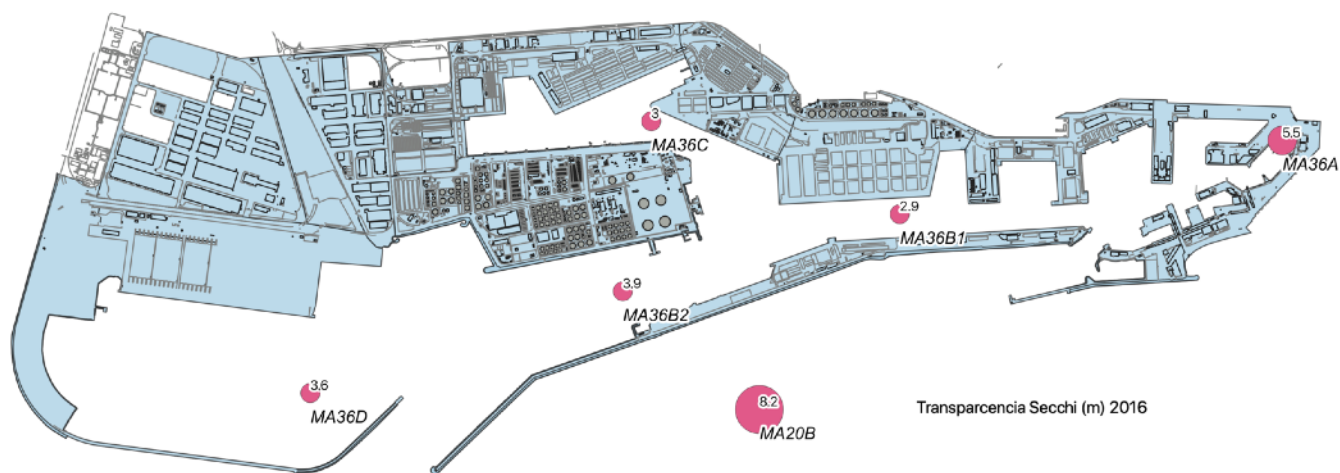 3
MA36C
5.5
MA36A
2.9
MA36B1
3.9
MA36B2
3.6
MA36D
8.2
MA20B
Transparcencia Secchi (m) 2016